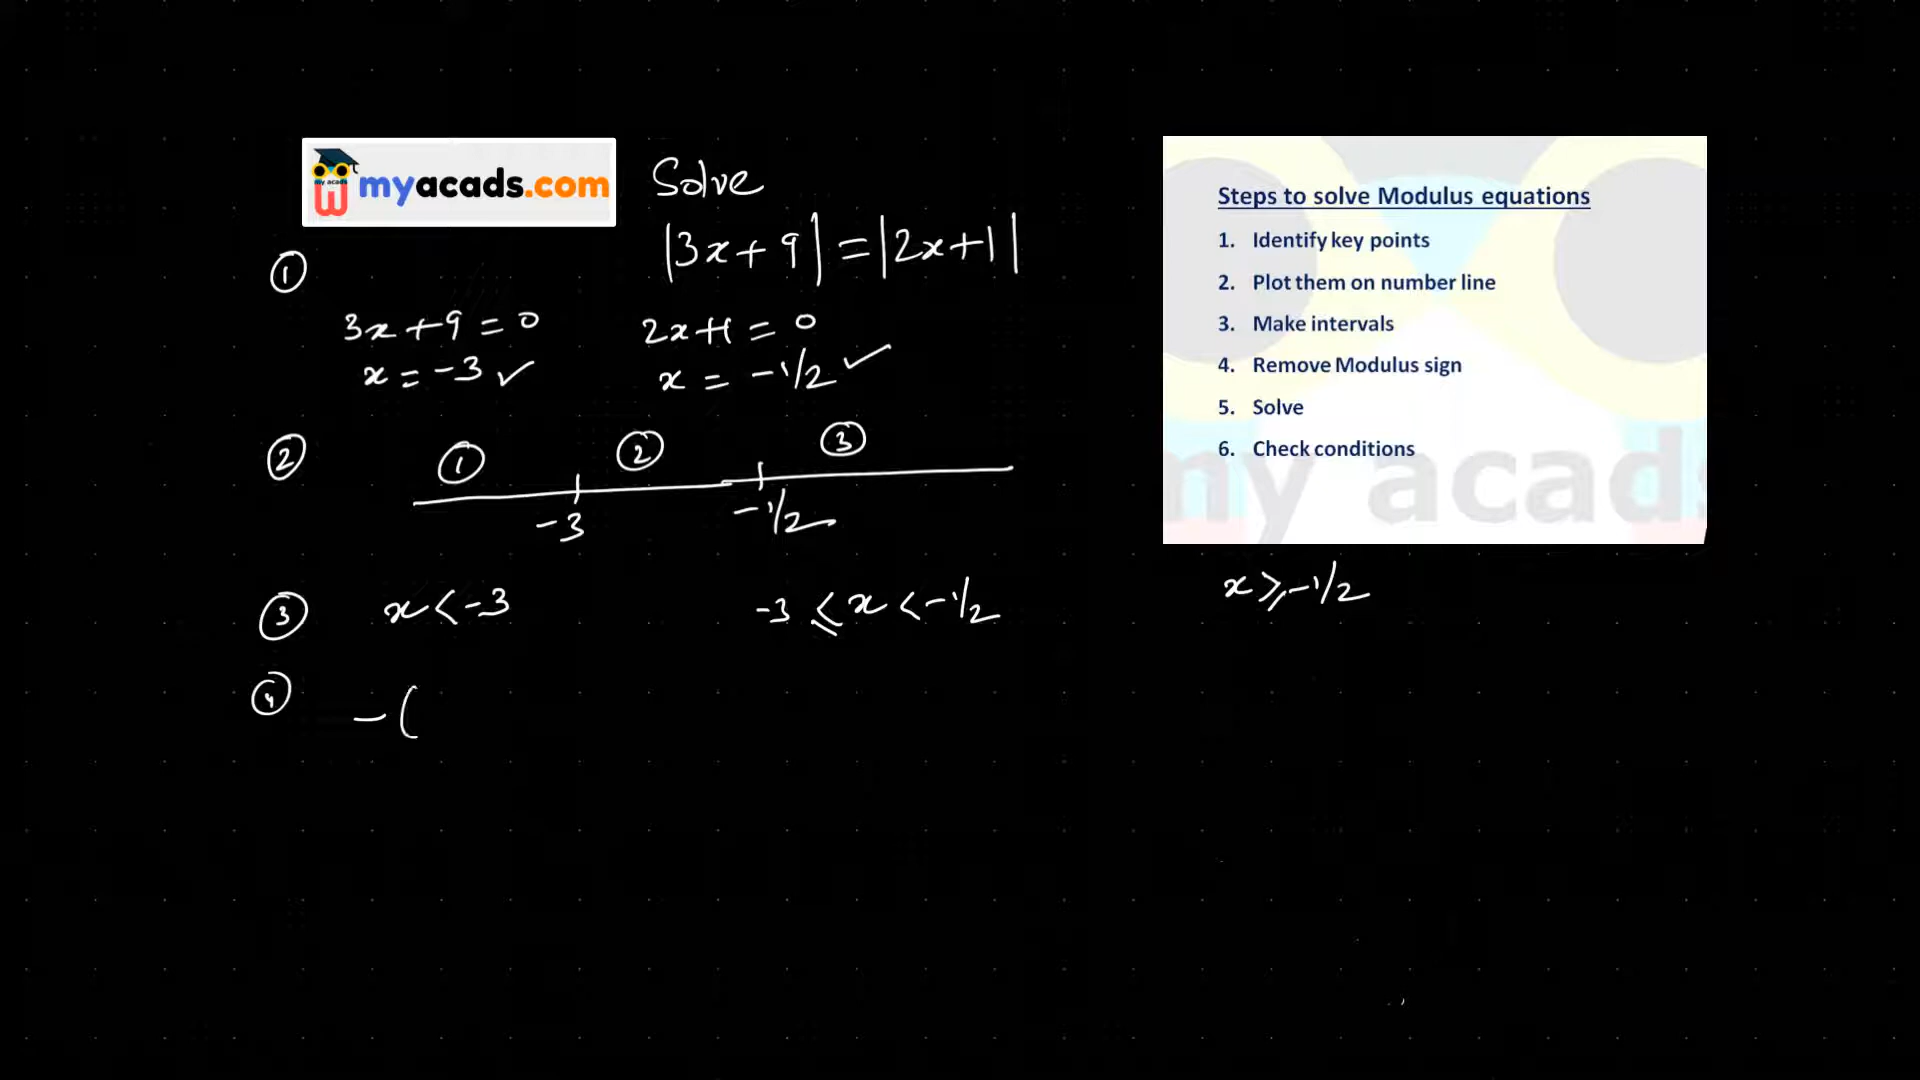 my acads
myacads.com
Solve
|3x+9| = |2x+1|
①
3x+9 = 0
x = -3 ✓
2x+1 = 0
x = -1/2 ✓
②
① ② ③
-3 -1/2
③ x < -3
-3 ≤ x < -1/2
x ≥ -1/2
④ -(
Steps to solve Modulus equations
1. Identify key points
2. Plot them on number line
3. Make intervals
4. Remove Modulus sign
5. Solve
6. Check conditions
my acads